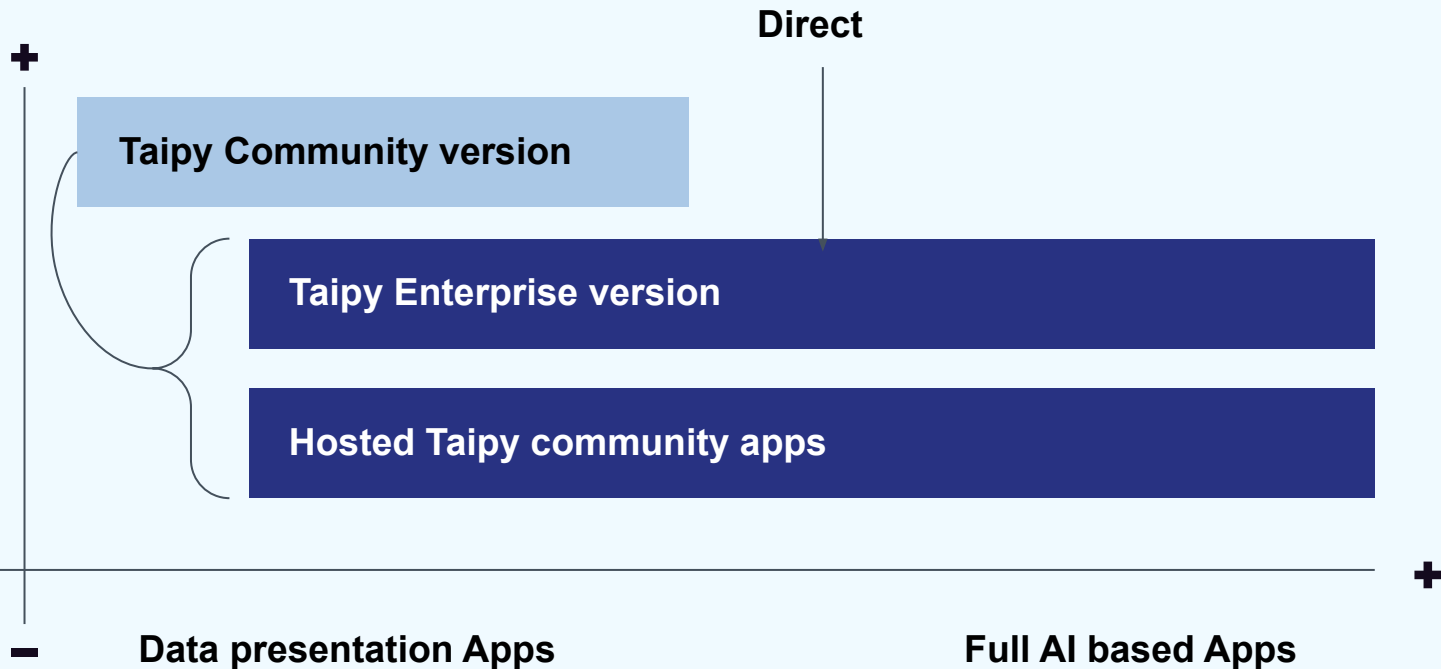 Direct
+
Taipy Community version
Taipy Enterprise version
Hosted Taipy community apps
+
-
Data presentation Apps
Full AI based Apps